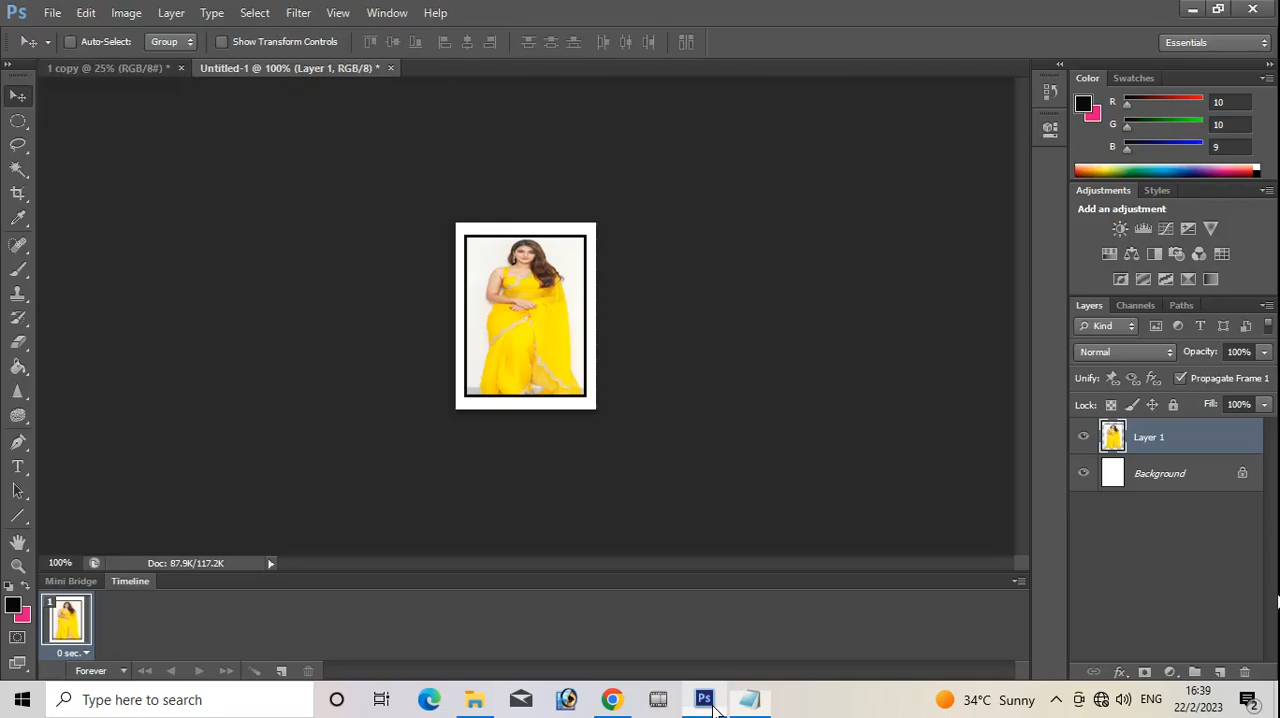 Ps File Edit Image Layer Type Select Filter View Window Help
Auto-Select: Group Show Transform Controls Essentials
1 copy @ 25% (RGB/8#) * × Untitled-1 @ 100% (Layer 1, RGB/8) * ×
Color Swatches
R 10
G 10
B 9
Adjustments Styles
Add an adjustment
Layers Channels Paths
Kind
Normal Opacity: 100%
Unify: Propagate Frame 1
Lock: Fill: 100%
Layer 1
Background
100% Doc: 87.9K/117.2K
Mini Bridge Timeline
1
0 sec.
Forever
Type here to search
Ps
34°C Sunny
ENG
16:39
22/2/2023
2